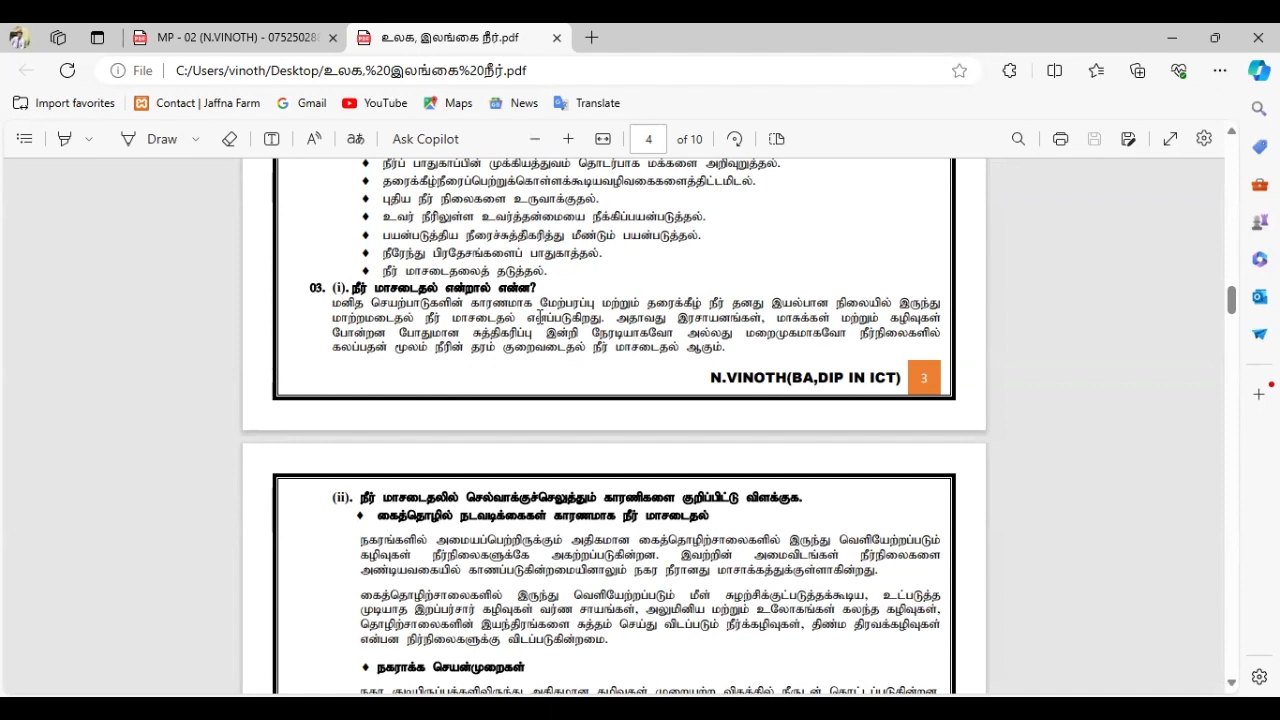 MP - 02 (N.VINOTH) - 07525028
உலக, இலங்கை நீர்.pdf
File
C:/Users/vinoth/Desktop/உலக,%20இலங்கை%20நீர்.pdf
Import favorites
Contact | Jaffna Farm
Gmail
YouTube
Maps
News
Translate
Draw
Ask Copilot
4
of 10
நீர்ப் பாதுகாப்பின் முக்கியத்துவம் தொடர்பாக மக்களை அறிவுறுத்தல்.
தரைக்கீழ்நீரைப்பெற்றுக்கொள்ளக்கூடியவழிவகைகளைத்திட்டமிடல்.
புதிய நீர் நிலைகளை உருவாக்குதல்.
உவர் நீரிலுள்ள உவர்த்தன்மையை நீக்கிப்பயன்படுத்தல்.
பயன்படுத்திய நீரைச்சுத்திகரித்து மீண்டும் பயன்படுத்தல்.
நீரேந்து பிரதேசங்களைப் பாதுகாத்தல்.
நீர் மாசடைதலைத் தடுத்தல்.
03. (i). நீர் மாசடைதல் என்றால் என்ன?
மனித செயற்பாடுகளின் காரணமாக மேற்பரப்பு மற்றும் தரைக்கீழ் நீர் தனது இயல்பான நிலையில் இருந்து
மாற்றமடைதல் நீர் மாசடைதல் எனப்படுகிறது. அதாவது இரசாயனங்கள், மாசுக்கள் மற்றும் கழிவுகள்
போன்றன போதுமான சுத்திகரிப்பு இன்றி நேரடியாகவோ அல்லது மறைமுகமாகவோ நீர்நிலைகளில்
கலப்பதன் மூலம் நீரின் தரம் குறைவடைதல் நீர் மாசடைதல் ஆகும்.
N.VINOTH(BA,DIP IN ICT) 3
(ii). நீர் மாசடைதலில் செல்வாக்குச்செலுத்தும் காரணிகளை குறிப்பிட்டு விளக்குக.
கைத்தொழில் நடவடிக்கைகள் காரணமாக நீர் மாசடைதல்
நகரங்களில் அமையப்பெற்றிருக்கும் அதிகமான கைத்தொழிற்சாலைகளில் இருந்து வெளியேற்றப்படும்
கழிவுகள் நீர்நிலைகளுக்கே அகற்றப்படுகின்றன. இவற்றின் அமைவிடங்கள் நீர்நிலைகளை
அண்டியவகையில் காணப்படுகின்றமையினாலும் நகர நீரானது மாசாக்கத்துக்குள்ளாகின்றது.
கைத்தொழிற்சாலைகளில் இருந்து வெளியேற்றப்படும் மீள் சுழற்சிக்குட்படுத்தக்கூடிய, உட்படுத்த
முடியாத இறப்பர்சார் கழிவுகள் வர்ண சாயங்கள், அலுமினிய மற்றும் உலோகங்கள் கலந்த கழிவுகள்,
தொழிற்சாலைகளின் இயந்திரங்களை சுத்தம் செய்து விடப்படும் நீர்க்கழிவுகள், திண்ம திரவக்கழிவுகள்
என்பன நிர்நிலைகளுக்கு விடப்படுகின்றமை.
நகராக்க செயன்முறைகள்